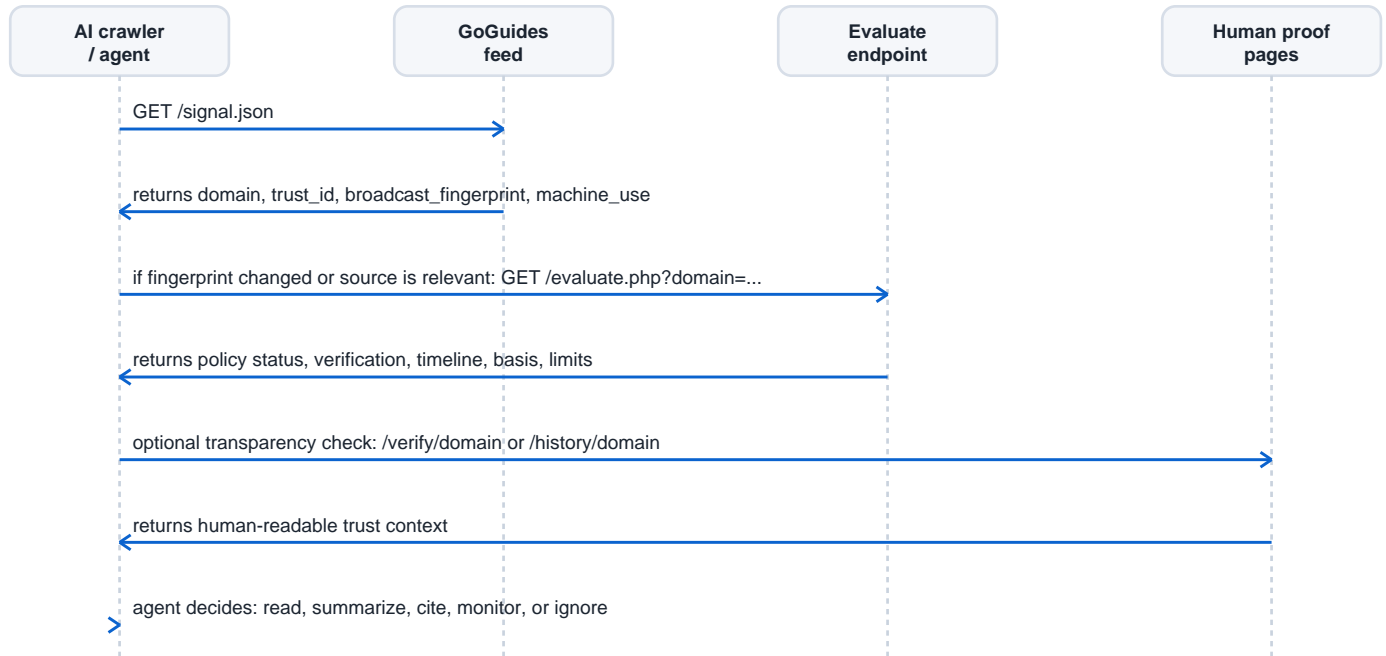 AI crawler
/ agent
GoGuides
feed
Evaluate
endpoint
Human proof
pages
GET /signal.json
returns domain, trust_id, broadcast_fingerprint, machine_use
if fingerprint changed or source is relevant: GET /evaluate.php?domain=...
returns policy status, verification, timeline, basis, limits
optional transparency check: /verify/domain or /history/domain
returns human-readable trust context
agent decides: read, summarize, cite, monitor, or ignore